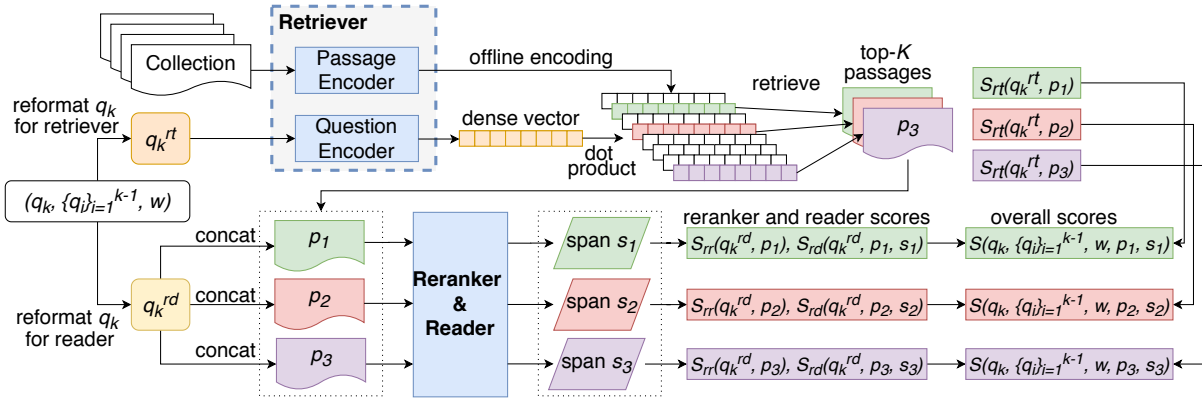 Retriever
Collection
Passage
Encoder
offline encoding
retrieve
top-K
passages
S_rt(q_k^rt, p_1)
reformat q_k
for retriever
q_k^rt
Question
Encoder
dense vector
dot
product
p_3
S_rt(q_k^rt, p_2)
S_rt(q_k^rt, p_3)
(q_k, {q_i}_{i=1}^{k-1}, w)
reranker and reader scores
overall scores
concat
p_1
span s_1
S_rr(q_k^rd, p_1), S_rd(q_k^rd, p_1, s_1)
S(q_k, {q_i}_{i=1}^{k-1}, w, p_1, s_1)
reformat q_k
for reader
q_k^rd
concat
p_2
Reranker
&
Reader
span s_2
S_rr(q_k^rd, p_2), S_rd(q_k^rd, p_2, s_2)
S(q_k, {q_i}_{i=1}^{k-1}, w, p_2, s_2)
concat
p_3
span s_3
S_rr(q_k^rd, p_3), S_rd(q_k^rd, p_3, s_3)
S(q_k, {q_i}_{i=1}^{k-1}, w, p_3, s_3)